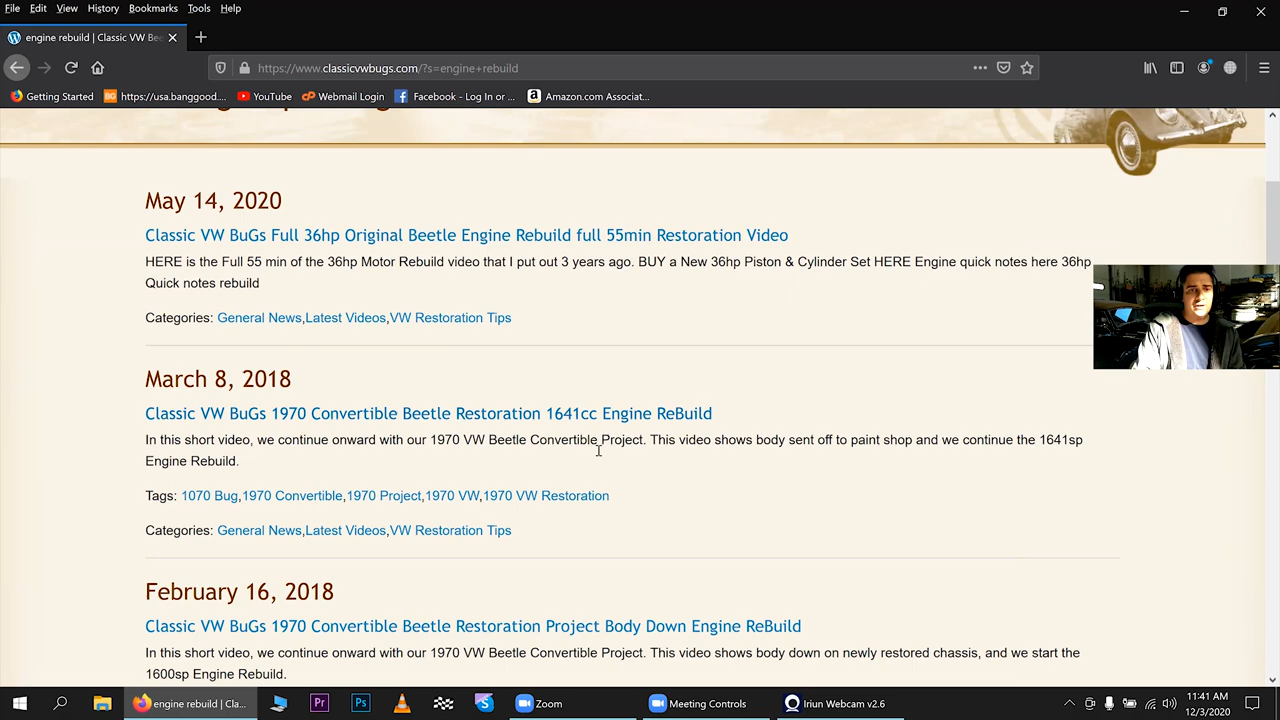 File Edit View History Bookmarks Tools Help
engine rebuild | Classic VW Bee
https://www.classicvwbugs.com/?s=engine+rebuild
Getting Started https://usa.banggood.... YouTube Webmail Login Facebook - Log In or ... Amazon.com Associat...
May 14, 2020
Classic VW BuGs Full 36hp Original Beetle Engine Rebuild full 55min Restoration Video
HERE is the Full 55 min of the 36hp Motor Rebuild video that I put out 3 years ago. BUY a New 36hp Piston & Cylinder Set HERE Engine quick notes here 36hp
Quick notes rebuild
Categories: General News,Latest Videos,VW Restoration Tips
March 8, 2018
Classic VW BuGs 1970 Convertible Beetle Restoration 1641cc Engine ReBuild
In this short video, we continue onward with our 1970 VW Beetle Convertible Project. This video shows body sent off to paint shop and we continue the 1641sp
Engine Rebuild.
Tags: 1070 Bug,1970 Convertible,1970 Project,1970 VW,1970 VW Restoration
Categories: General News,Latest Videos,VW Restoration Tips
February 16, 2018
Classic VW BuGs 1970 Convertible Beetle Restoration Project Body Down Engine ReBuild
In this short video, we continue onward with our 1970 VW Beetle Convertible Project. This video shows body down on newly restored chassis, and we start the
1600sp Engine Rebuild.
engine rebuild | Cla... Pr Ps Zoom Meeting Controls Iriun Webcam v2.6
11:41 AM
12/3/2020